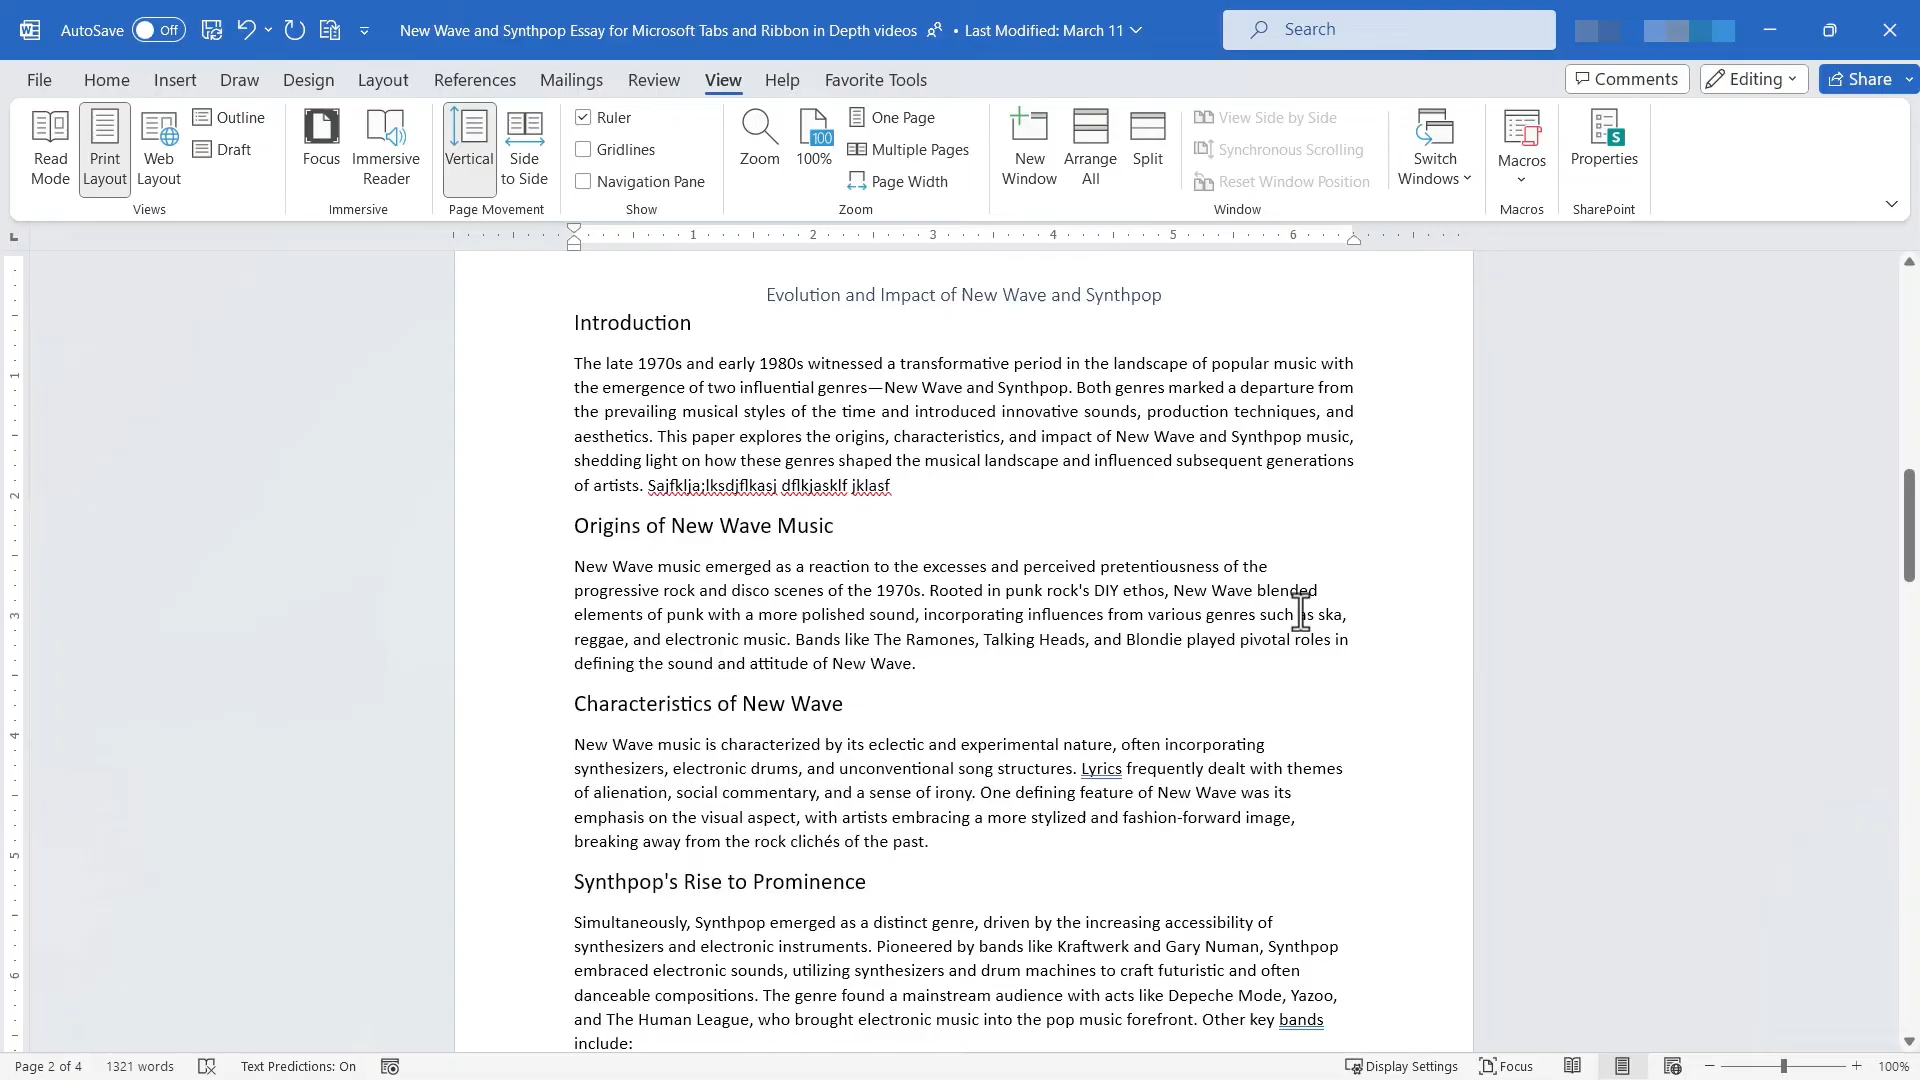 AutoSave Off New Wave and Synthpop Essay for Microsoft Tabs and Ribbon in Depth videos • Last Modified: March 11 Search
File Home Insert Draw Design Layout References Mailings Review View Help Favorite Tools Comments Editing Share
Read Mode Print Layout Web Layout Outline Draft
Views
Focus Immersive Reader
Immersive
Vertical Side to Side
Page Movement
Ruler
Gridlines
Navigation Pane
Show
Zoom 100 100% One Page
Multiple Pages
Page Width
Zoom
New Window Arrange All Split
View Side by Side
Synchronous Scrolling
Reset Window Position
Switch Windows
Window
Macros
Macros
S
Properties
SharePoint
1 2 3 4 5 6
1
2
3
4
5
6
Evolution and Impact of New Wave and Synthpop
Introduction
The late 1970s and early 1980s witnessed a transformative period in the landscape of popular music with
the emergence of two influential genres—New Wave and Synthpop. Both genres marked a departure from
the prevailing musical styles of the time and introduced innovative sounds, production techniques, and
aesthetics. This paper explores the origins, characteristics, and impact of New Wave and Synthpop music,
shedding light on how these genres shaped the musical landscape and influenced subsequent generations
of artists. Sajfklja;lksdjflkasj dflkjasklf jklasf
Origins of New Wave Music
New Wave music emerged as a reaction to the excesses and perceived pretentiousness of the
progressive rock and disco scenes of the 1970s. Rooted in punk rock's DIY ethos, New Wave blended
elements of punk with a more polished sound, incorporating influences from various genres such as ska,
reggae, and electronic music. Bands like The Ramones, Talking Heads, and Blondie played pivotal roles in
defining the sound and attitude of New Wave.
Characteristics of New Wave
New Wave music is characterized by its eclectic and experimental nature, often incorporating
synthesizers, electronic drums, and unconventional song structures. Lyrics frequently dealt with themes
of alienation, social commentary, and a sense of irony. One defining feature of New Wave was its
emphasis on the visual aspect, with artists embracing a more stylized and fashion-forward image,
breaking away from the rock clichés of the past.
Synthpop's Rise to Prominence
Simultaneously, Synthpop emerged as a distinct genre, driven by the increasing accessibility of
synthesizers and electronic instruments. Pioneered by bands like Kraftwerk and Gary Numan, Synthpop
embraced electronic sounds, utilizing synthesizers and drum machines to craft futuristic and often
danceable compositions. The genre found a mainstream audience with acts like Depeche Mode, Yazoo,
and The Human League, who brought electronic music into the pop music forefront. Other key bands
include:
Page 2 of 4 1321 words Text Predictions: On Display Settings Focus 100%